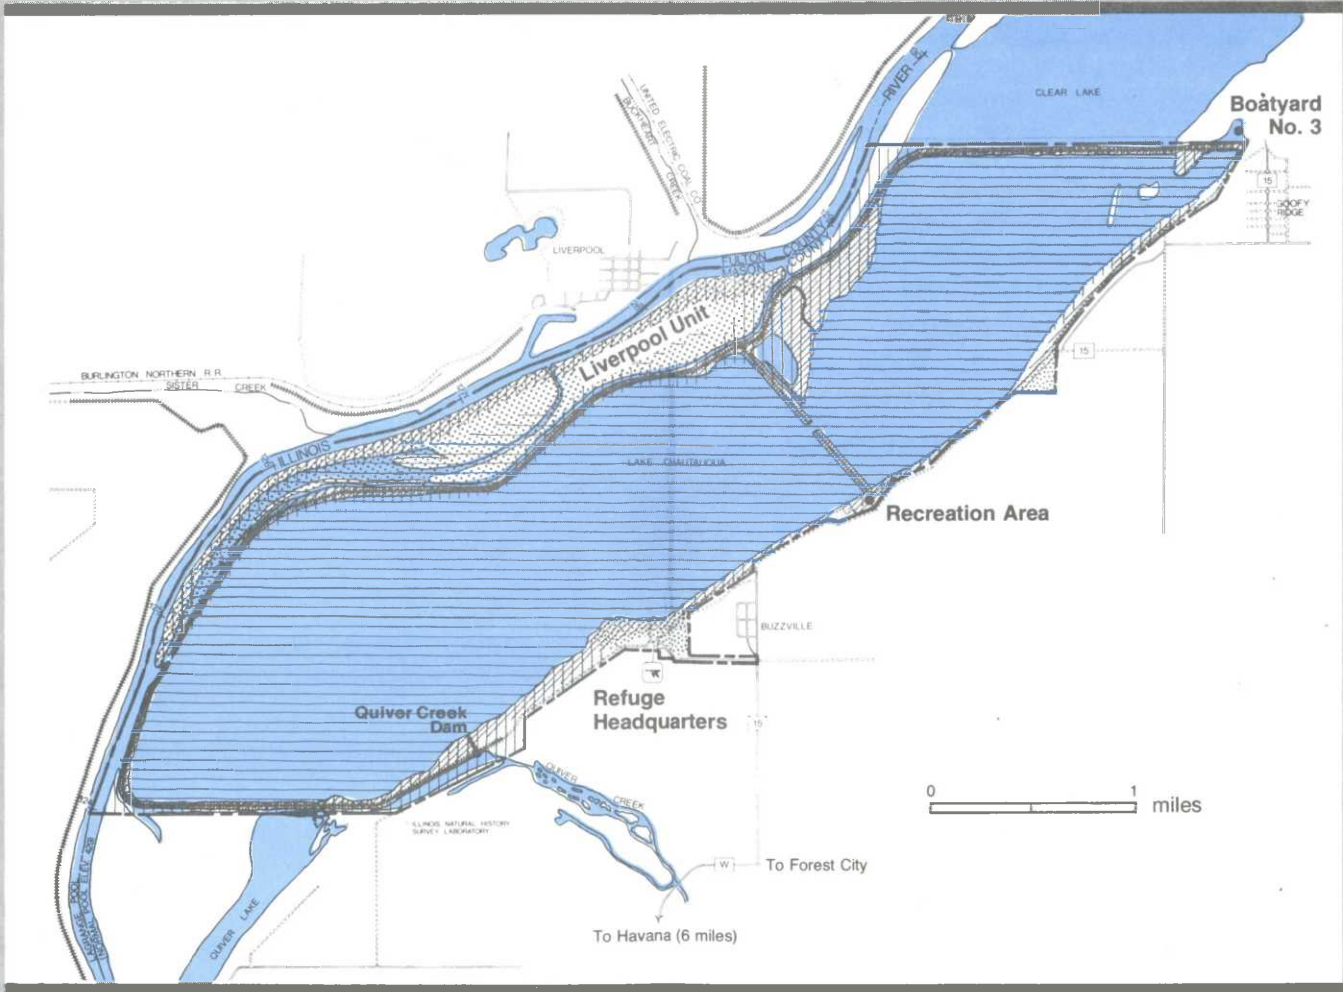 RIVER
CLEAR LAKE
Boatyard
No. 3
15
GOOFY
RIDGE
UNITED ELECTRIC COAL CO.
BUCKHEART
CREEK
LIVERPOOL
FULTON COUNTY
MASON COUNTY
Liverpool Unit
15
BURLINGTON NORTHERN R.R.
SISTER CREEK
ILLINOIS
LAKE CHAUTAUQUA
Recreation Area
BUZZVILLE
Refuge
Headquarters
15
Quiver Creek
Dam
QUIVER
CREEK
0 1 miles
ILLINOIS NATURAL HISTORY
SURVEY LABORATORY
W To Forest City
QUIVER LAKE
To Havana (6 miles)